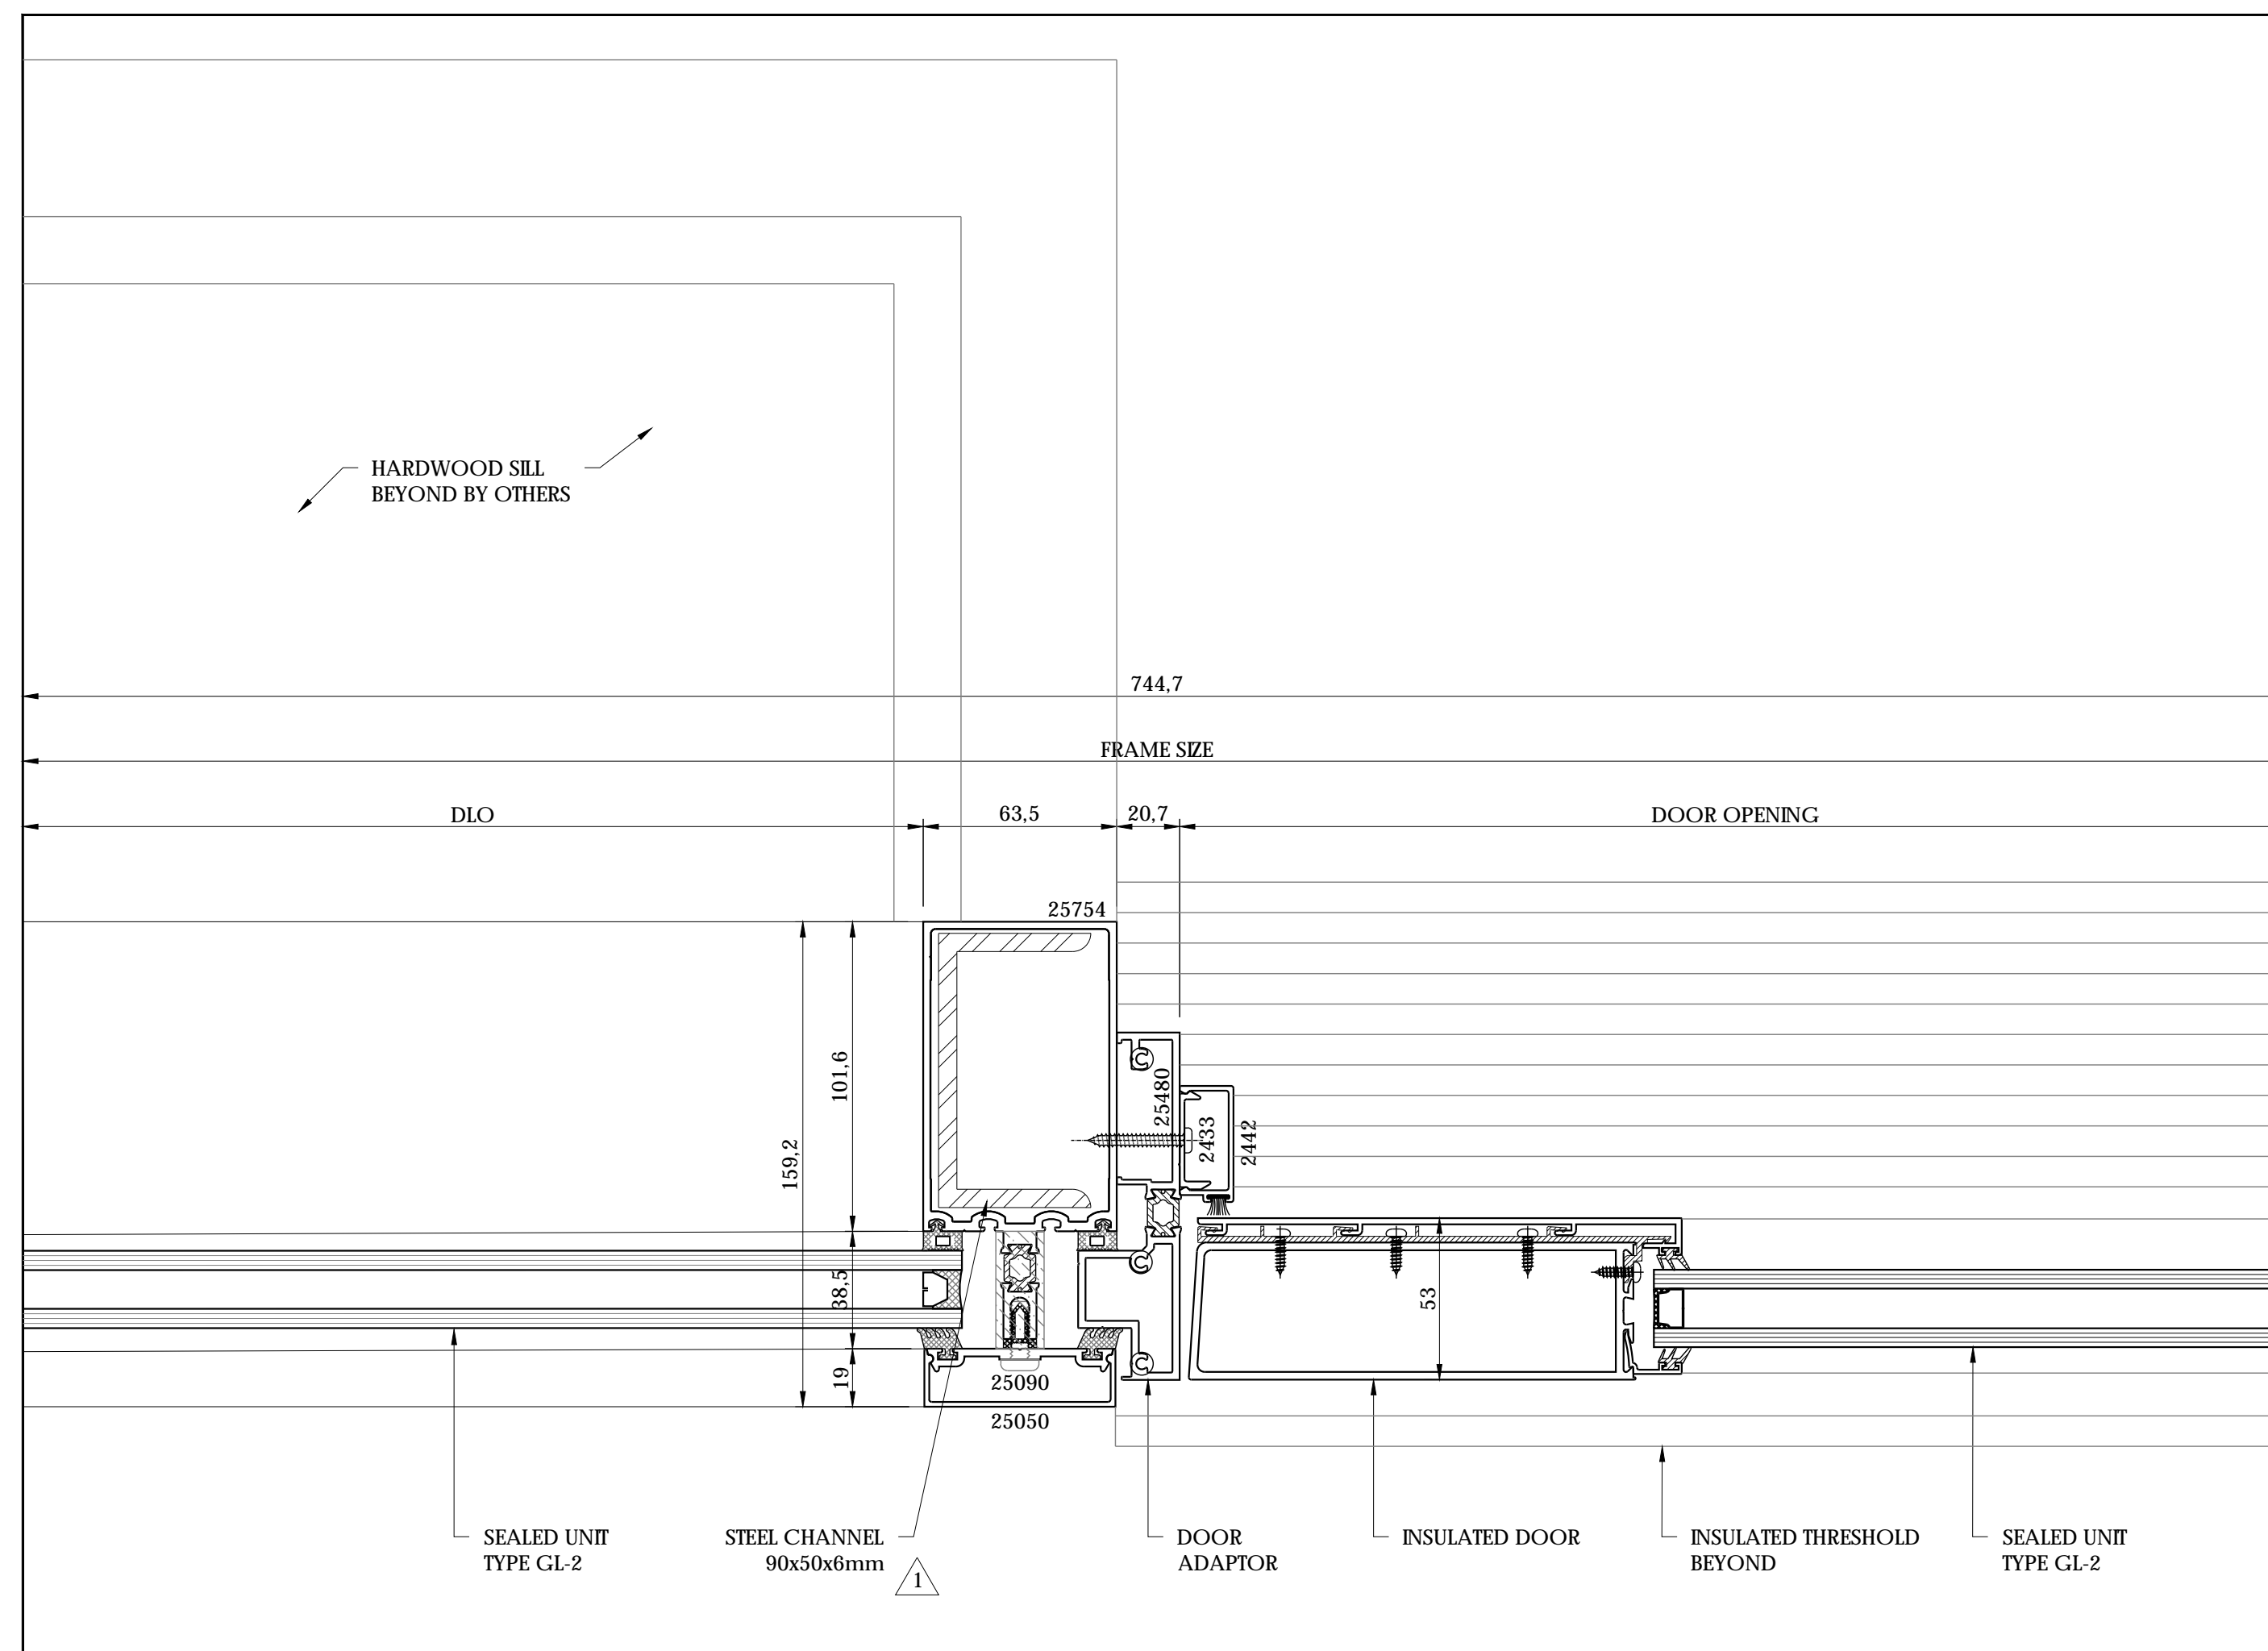 HARDWOOD SILL
BEYOND BY OTHERS
744,7
FRAME SIZE
DLO
63,5
20,7
DOOR OPENING
25754
101,6
159,2
25480
2433
2442
38,5
53
19
25090
25050
SEALED UNIT
TYPE GL-2
STEEL CHANNEL
90x50x6mm
1
DOOR
ADAPTOR
INSULATED DOOR
INSULATED THRESHOLD
BEYOND
SEALED UNIT
TYPE GL-2